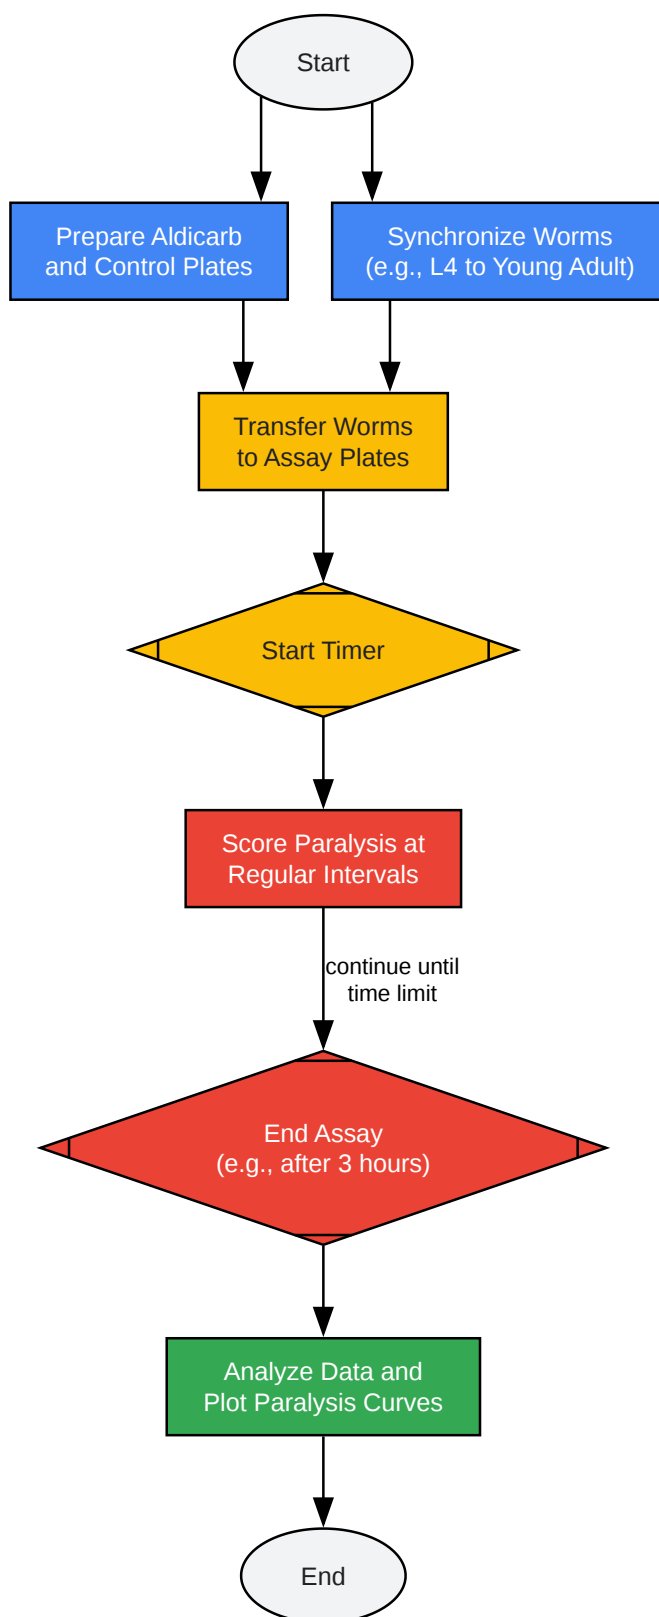 Start
Prepare Aldicarb
and Control Plates
Synchronize Worms
(e.g., L4 to Young Adult)
Transfer Worms
to Assay Plates
Start Timer
Score Paralysis at
Regular Intervals
continue until
time limit
End Assay
(e.g., after 3 hours)
Analyze Data and
Plot Paralysis Curves
End